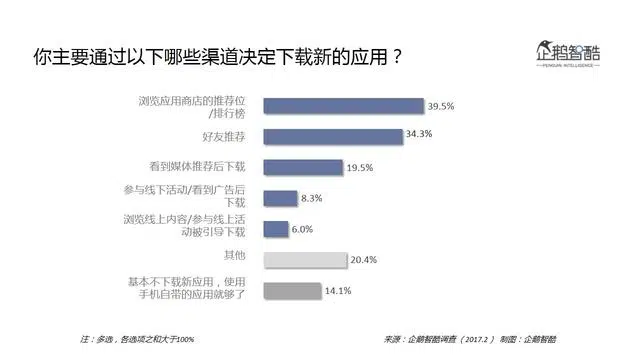 你主要通过以下哪些渠道决定下载新的应用？
企鹅智酷
PENGUIN INTELLIGENCE
浏览应用商店的推荐位
/排行榜
39.5%
好友推荐
34.3%
看到媒体推荐后下载
19.5%
参与线下活动/看到广告后
下载
8.3%
浏览线上内容/参与线上活
动被引导下载
6.0%
其他
20.4%
基本不下载新应用，使用
手机自带的应用就够了
14.1%
注：多选，各选项之和大于100%
来源：企鹅智酷调查（2017.2） 制图：企鹅智酷